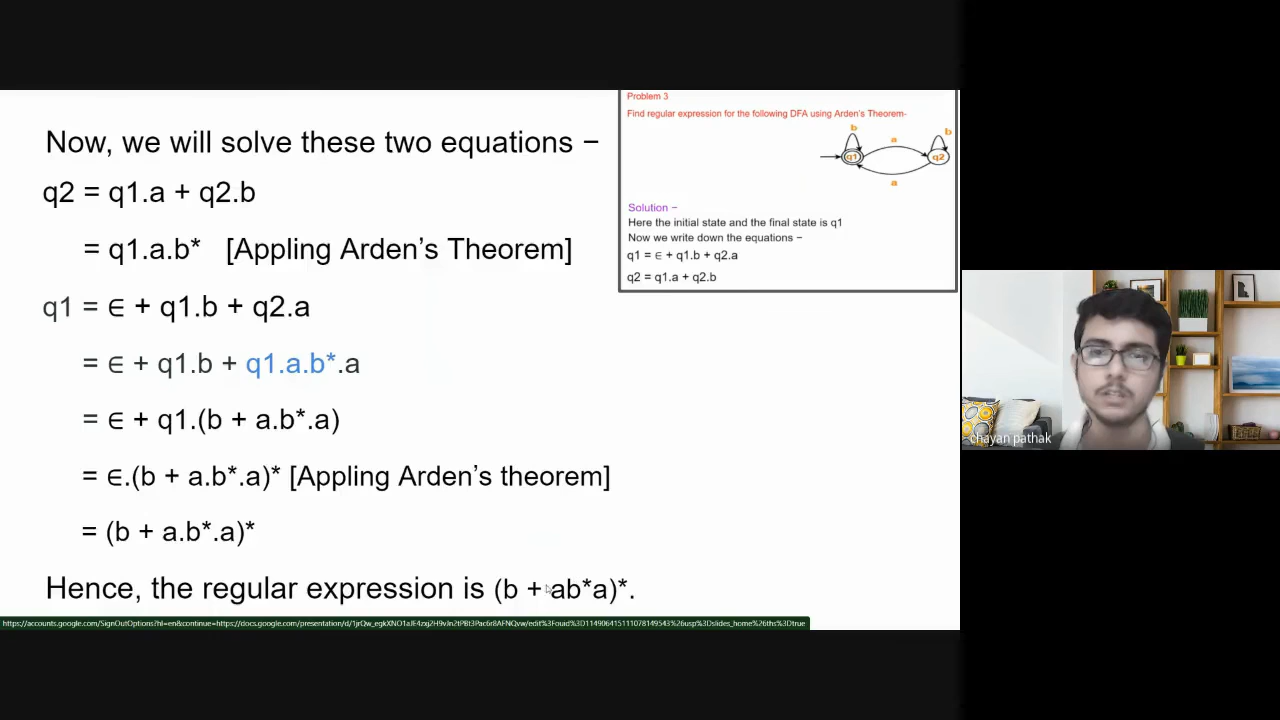 Now, we will solve these two equations −
q2 = q1.a + q2.b
= q1.a.b* [Appling Arden’s Theorem]
q1 = ∈ + q1.b + q2.a
= ∈ + q1.b + q1.a.b*.a
= ∈ + q1.(b + a.b*.a)
= ∈.(b + a.b*.a)* [Appling Arden’s theorem]
= (b + a.b*.a)*
Hence, the regular expression is (b + ab*a)*.
Problem 3
Find regular expression for the following DFA using Arden’s Theorem-
b
a
b
q1
q2
a
Solution −
Here the initial state and the final state is q1
Now we write down the equations −
q1 = ∈ + q1.b + q2.a
q2 = q1.a + q2.b
chayan pathak